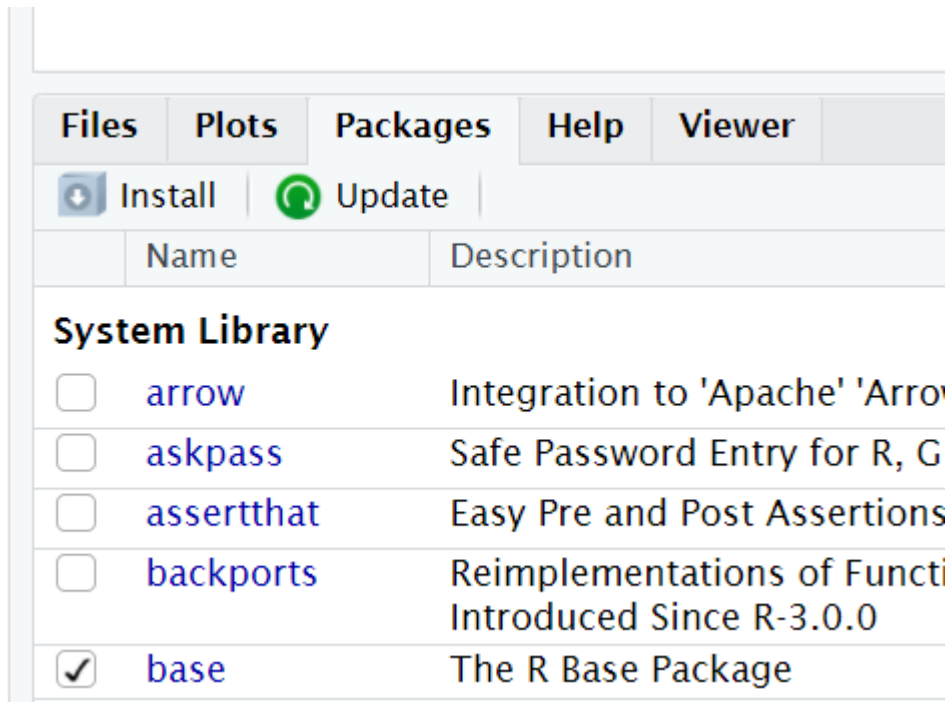 Files Plots Packages Help Viewer
Install Update
Name Description
System Library
arrow Integration to 'Apache' 'Arrow
askpass Safe Password Entry for R, G
assertthat Easy Pre and Post Assertions
backports Reimplementations of Functi
Introduced Since R-3.0.0
base The R Base Package